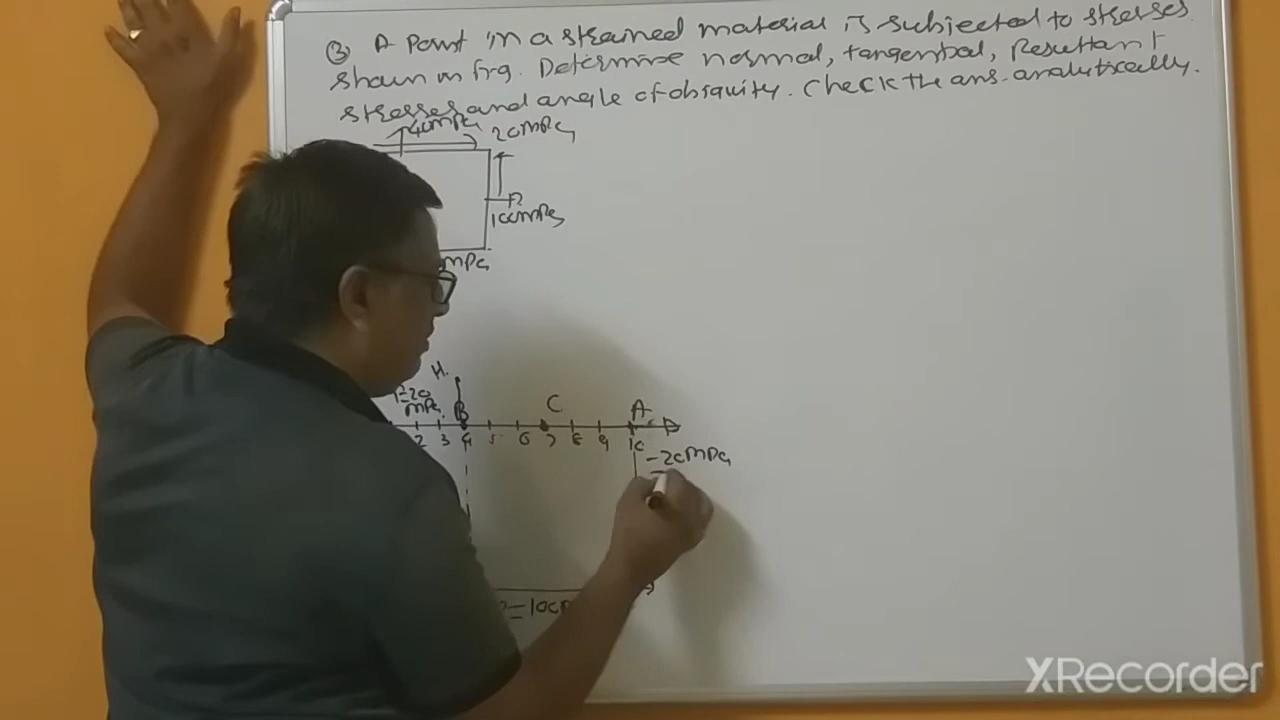 ③ A Point in a strained material is subjected to stresses
shown in fig. Determine normal, tangential, Resultant
stresses and angle of obliquity. Check the ans. analytically.
40MPa 20MPa
100MPa
MPa
H.
B C A
2 3 4 5 6 7 8 9 10
-20MPa
XRecorder